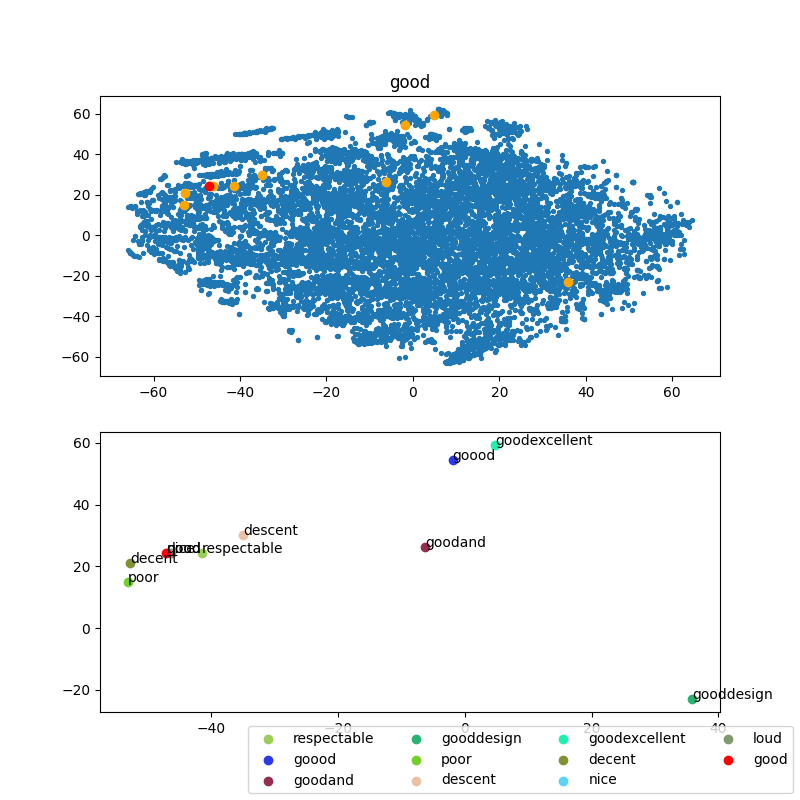 good
60
40
20
0
−20
−40
−60
−60 −40 −20 0 20 40 60
60
40
20
0
−20
goodexcellent
goood
descent
goodand
respectable
decent
poor
gooddesign
−40 −20 0 20 40
respectable gooddesign goodexcellent loud
goood poor decent good
goodand descent nice